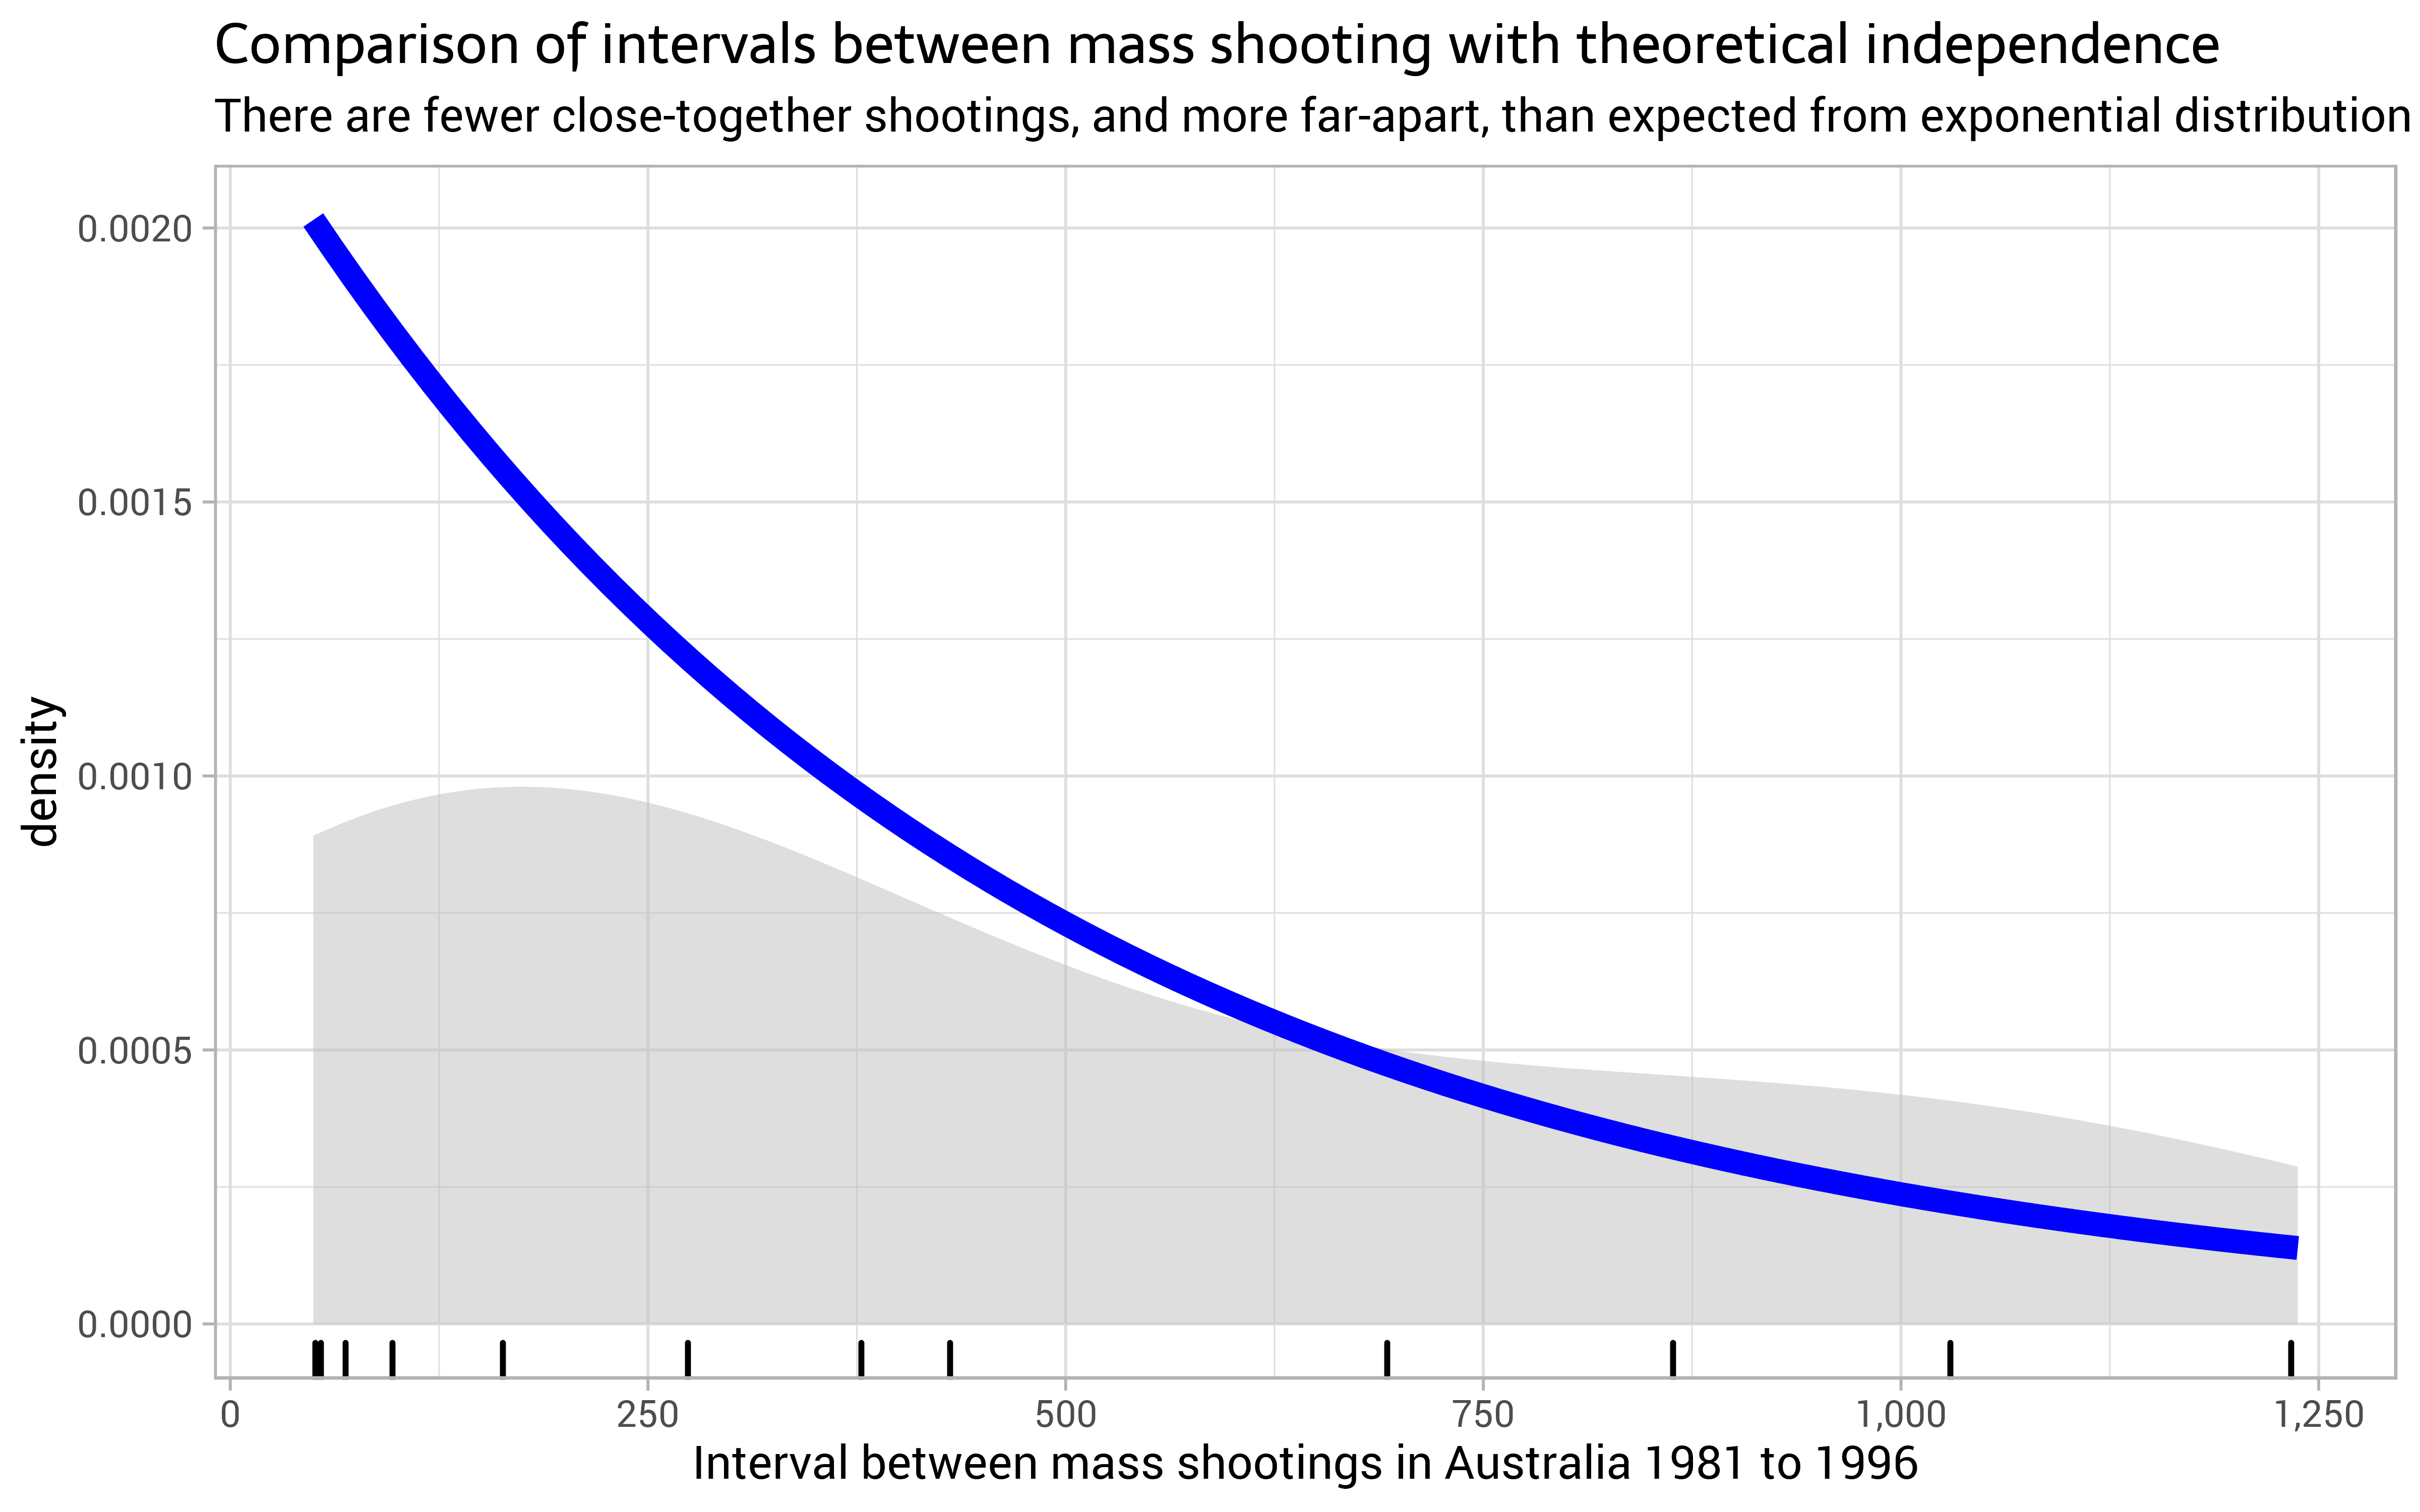 Comparison of intervals between mass shooting with theoretical independence
There are fewer close-together shootings, and more far-apart, than expected from exponential distribution
density
0.0020
0.0015
0.0010
0.0005
0.0000
0 250 500 750 1,000 1,250
Interval between mass shootings in Australia 1981 to 1996